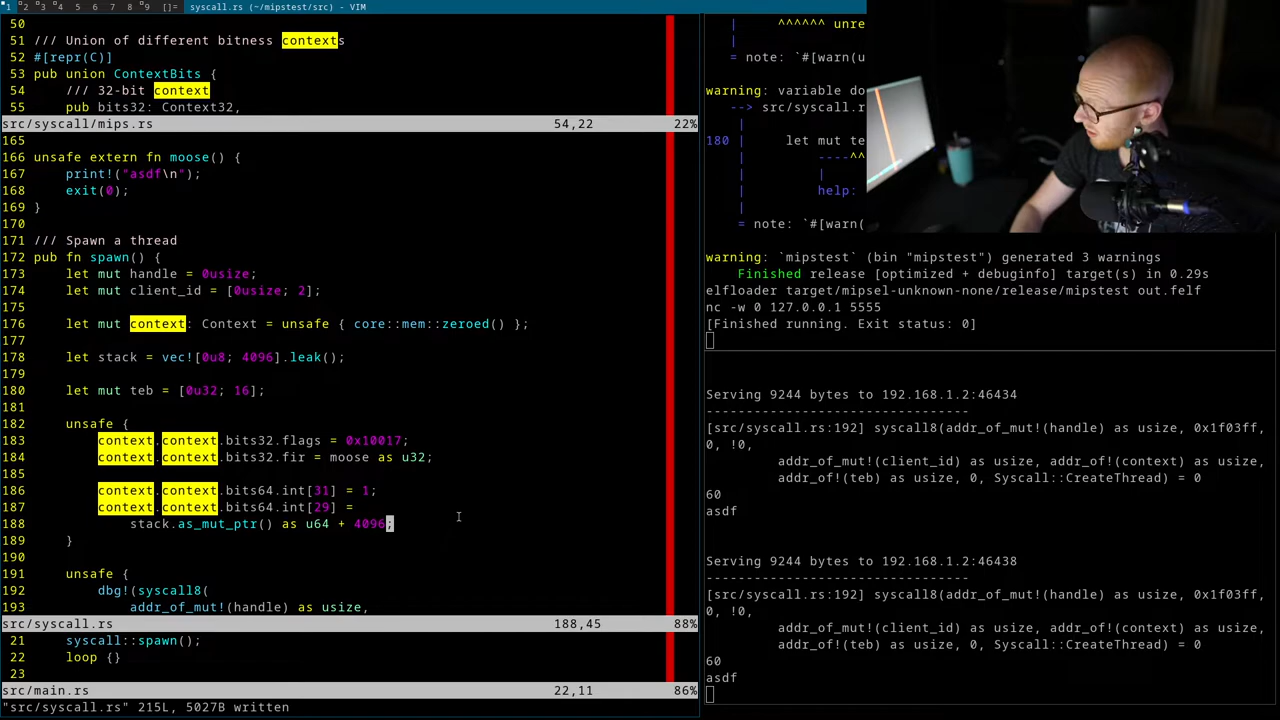 1 2 3 4 5 6 7 8 9 []= syscall.rs (~/mipstest/src) - VIM
50
51 /// Union of different bitness contexts
52 #[repr(C)]
53 pub union ContextBits {
54     /// 32-bit context
55     pub bits32: Context32,
src/syscall/mips.rs 54,22 22%
165
166 unsafe extern fn moose() {
167     print!("asdf\n");
168     exit(0);
169 }
170
171 /// Spawn a thread
172 pub fn spawn() {
173     let mut handle = 0usize;
174     let mut client_id = [0usize; 2];
175
176     let mut context: Context = unsafe { core::mem::zeroed() };
177
178     let stack = vec![0u8; 4096].leak();
179
180     let mut teb = [0u32; 16];
181
182     unsafe {
183         context.context.bits32.flags = 0x10017;
184         context.context.bits32.fir = moose as u32;
185
186         context.context.bits64.int[31] = 1;
187         context.context.bits64.int[29] =
188             stack.as_mut_ptr() as u64 + 4096;
189     }
190
191     unsafe {
192         dbg!(syscall8(
193             addr_of_mut!(handle) as usize,
src/syscall.rs 188,45 88%
21     syscall::spawn();
22     loop {}
23
src/main.rs 22,11 86%
"src/syscall.rs" 215L, 5027B written
| ^^^^^^ unre
|
= note: `#[warn(u
warning: variable do
--> src/syscall.r
|
180 | let mut te
| ----^^
| |
| help:
|
= note: `#[warn(
warning: `mipstest` (bin "mipstest") generated 3 warnings
Finished release [optimized + debuginfo] target(s) in 0.29s
elfloader target/mipsel-unknown-none/release/mipstest out.felf
nc -w 0 127.0.0.1 5555
[Finished running. Exit status: 0]
Serving 9244 bytes to 192.168.1.2:46434
---------------------------------
[src/syscall.rs:192] syscall8(addr_of_mut!(handle) as usize, 0x1f03ff,
0, !0,
addr_of_mut!(client_id) as usize, addr_of!(context) as usize,
addr_of!(teb) as usize, 0, Syscall::CreateThread) = 0
60
asdf
Serving 9244 bytes to 192.168.1.2:46438
---------------------------------
[src/syscall.rs:192] syscall8(addr_of_mut!(handle) as usize, 0x1f03ff,
0, !0,
addr_of_mut!(client_id) as usize, addr_of!(context) as usize,
addr_of!(teb) as usize, 0, Syscall::CreateThread) = 0
60
asdf